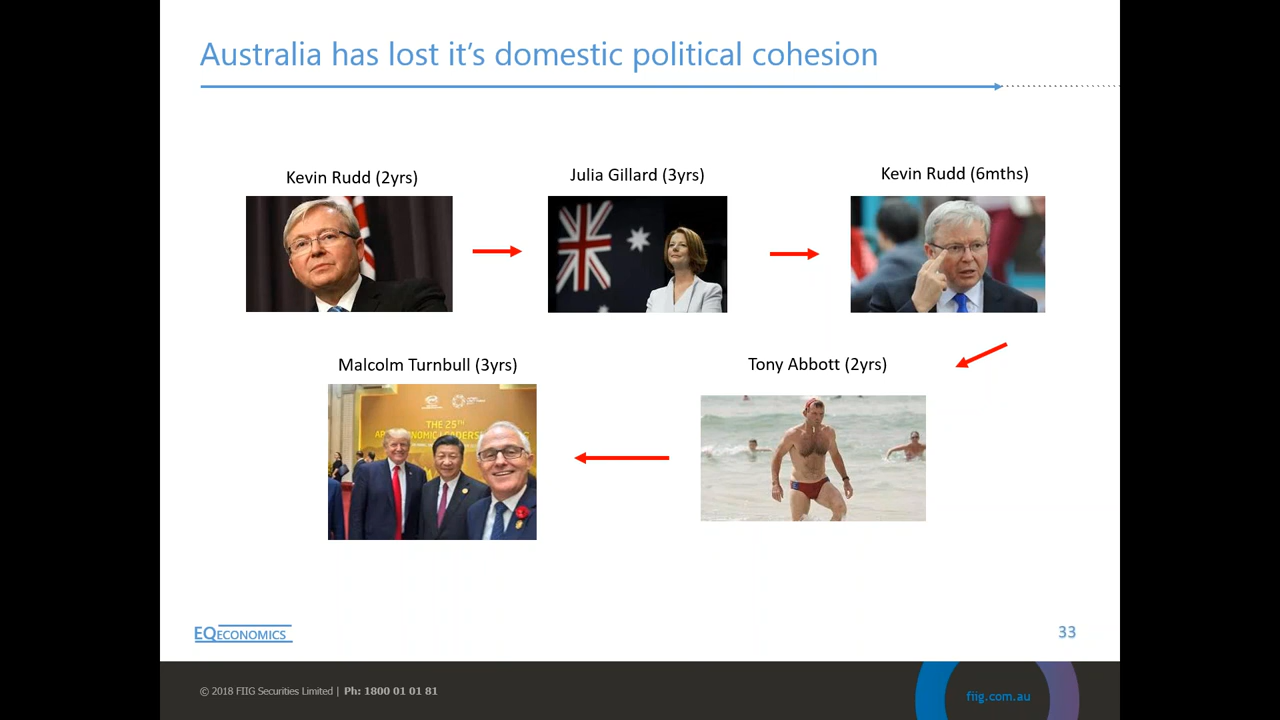 Australia has lost it's domestic political cohesion
Kevin Rudd (2yrs)
Julia Gillard (3yrs)
Kevin Rudd (6mths)
Malcolm Turnbull (3yrs)
Tony Abbott (2yrs)
THE 25TH
EQECONOMICS
33
© 2018 FIIG Securities Limited | Ph: 1800 01 01 81
fiig.com.au